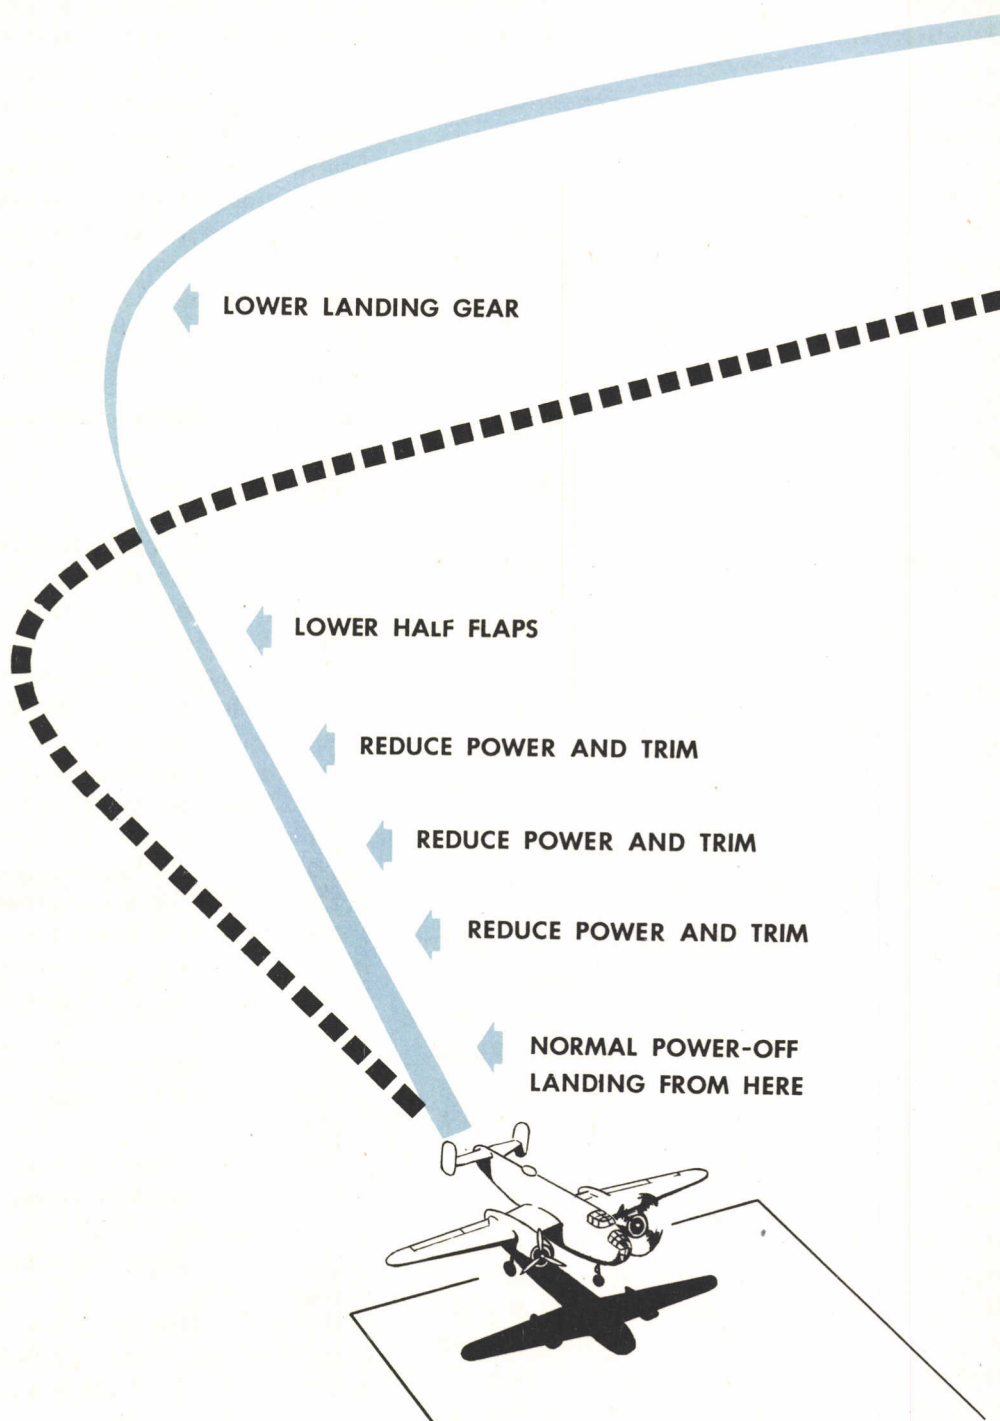 LOWER LANDING GEAR
LOWER HALF FLAPS
REDUCE POWER AND TRIM
REDUCE POWER AND TRIM
REDUCE POWER AND TRIM
NORMAL POWER-OFF
LANDING FROM HERE